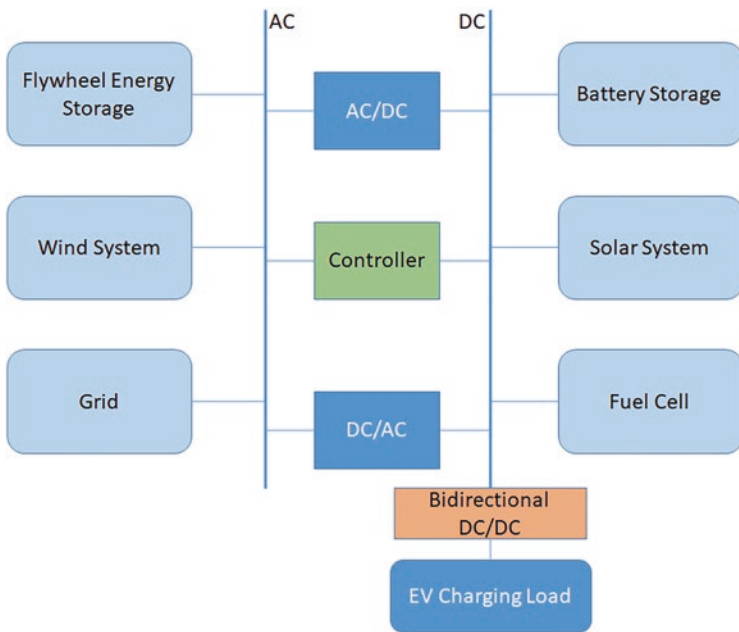 AC
DC
Flywheel Energy
Storage
AC/DC
Battery Storage
Wind System
Controller
Solar System
Grid
DC/AC
Fuel Cell
Bidirectional
DC/DC
EV Charging Load